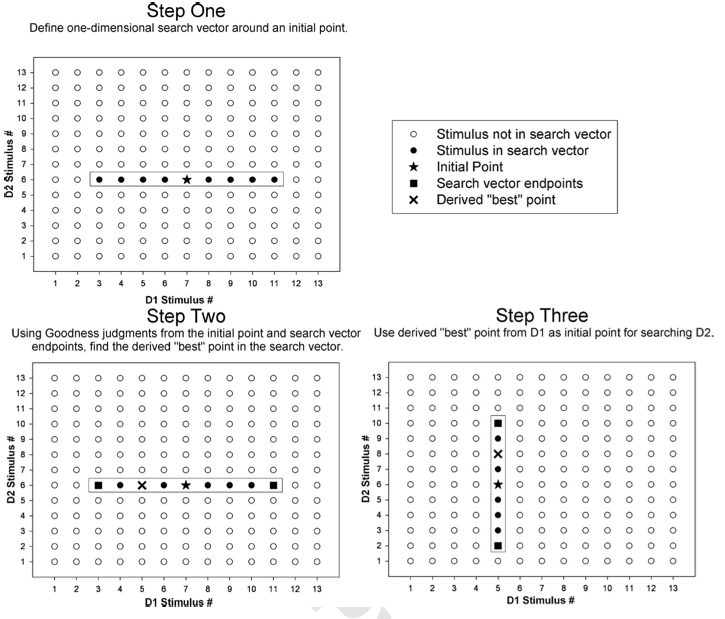 Step One
Define one-dimensional search vector around an initial point.
13
12
11
10
9
8
7
6
5
4
3
2
1
D2 Stimulus #
1 2 3 4 5 6 7 8 9 10 11 12 13
D1 Stimulus #
Stimulus not in search vector
Stimulus in search vector
Initial Point
Search vector endpoints
Derived "best" point
Step Two
Using Goodness judgments from the initial point and search vector
endpoints, find the derived "best" point in the search vector.
13
12
11
10
9
8
7
6
5
4
3
2
1
D2 Stimulus #
1 2 3 4 5 6 7 8 9 10 11 12 13
D1 Stimulus #
Step Three
Use derived "best" point from D1 as initial point for searching D2.
13
12
11
10
9
8
7
6
5
4
3
2
1
D2 Stimulus #
1 2 3 4 5 6 7 8 9 10 11 12 13
D1 Stimulus #